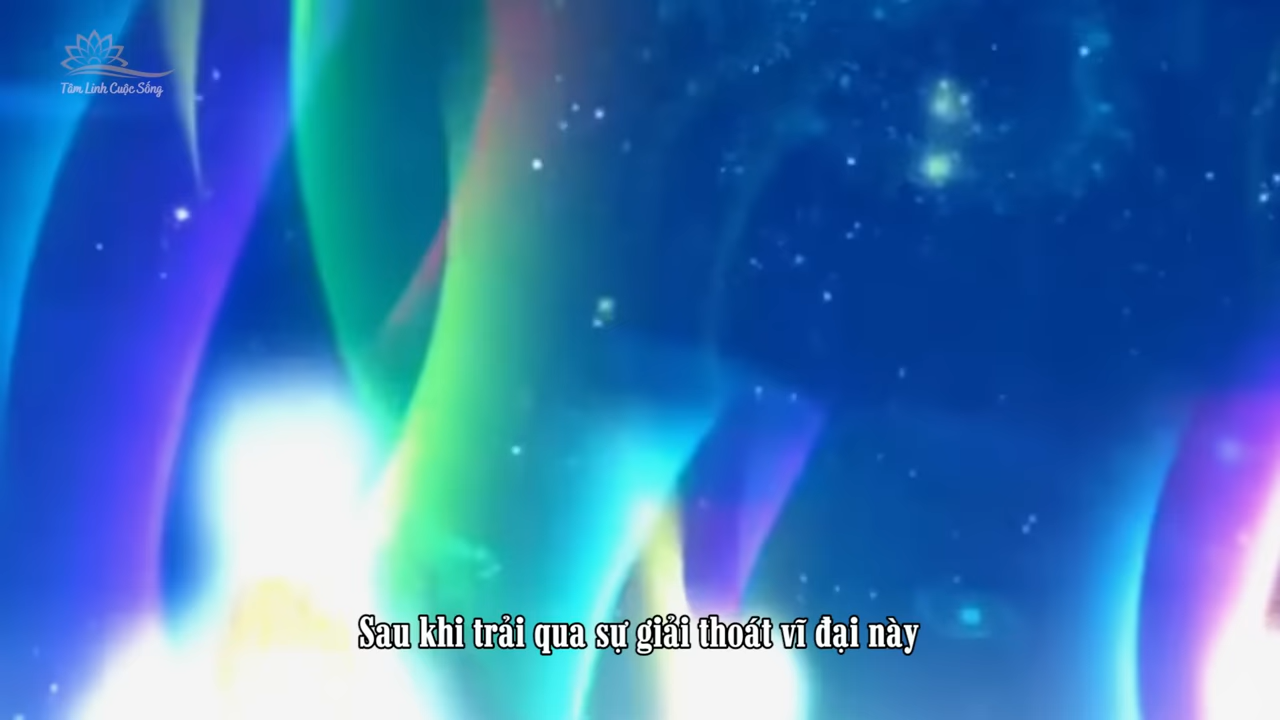 Tâm Linh Cuộc Sống
Sau khi trải qua sự giải thoát vĩ đại này